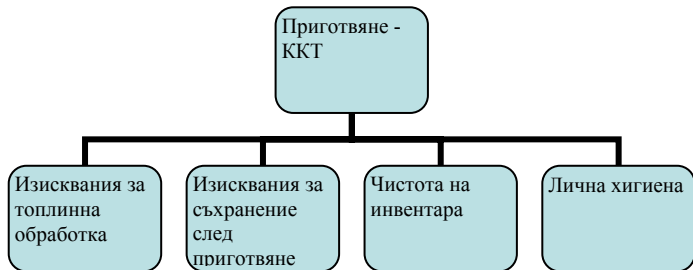 Приготвяне -
ККТ
Изисквания за
топлинна
обработка
Изисквания за
съхранение
след
приготвяне
Чистота на
инвентара
Лична хигиена